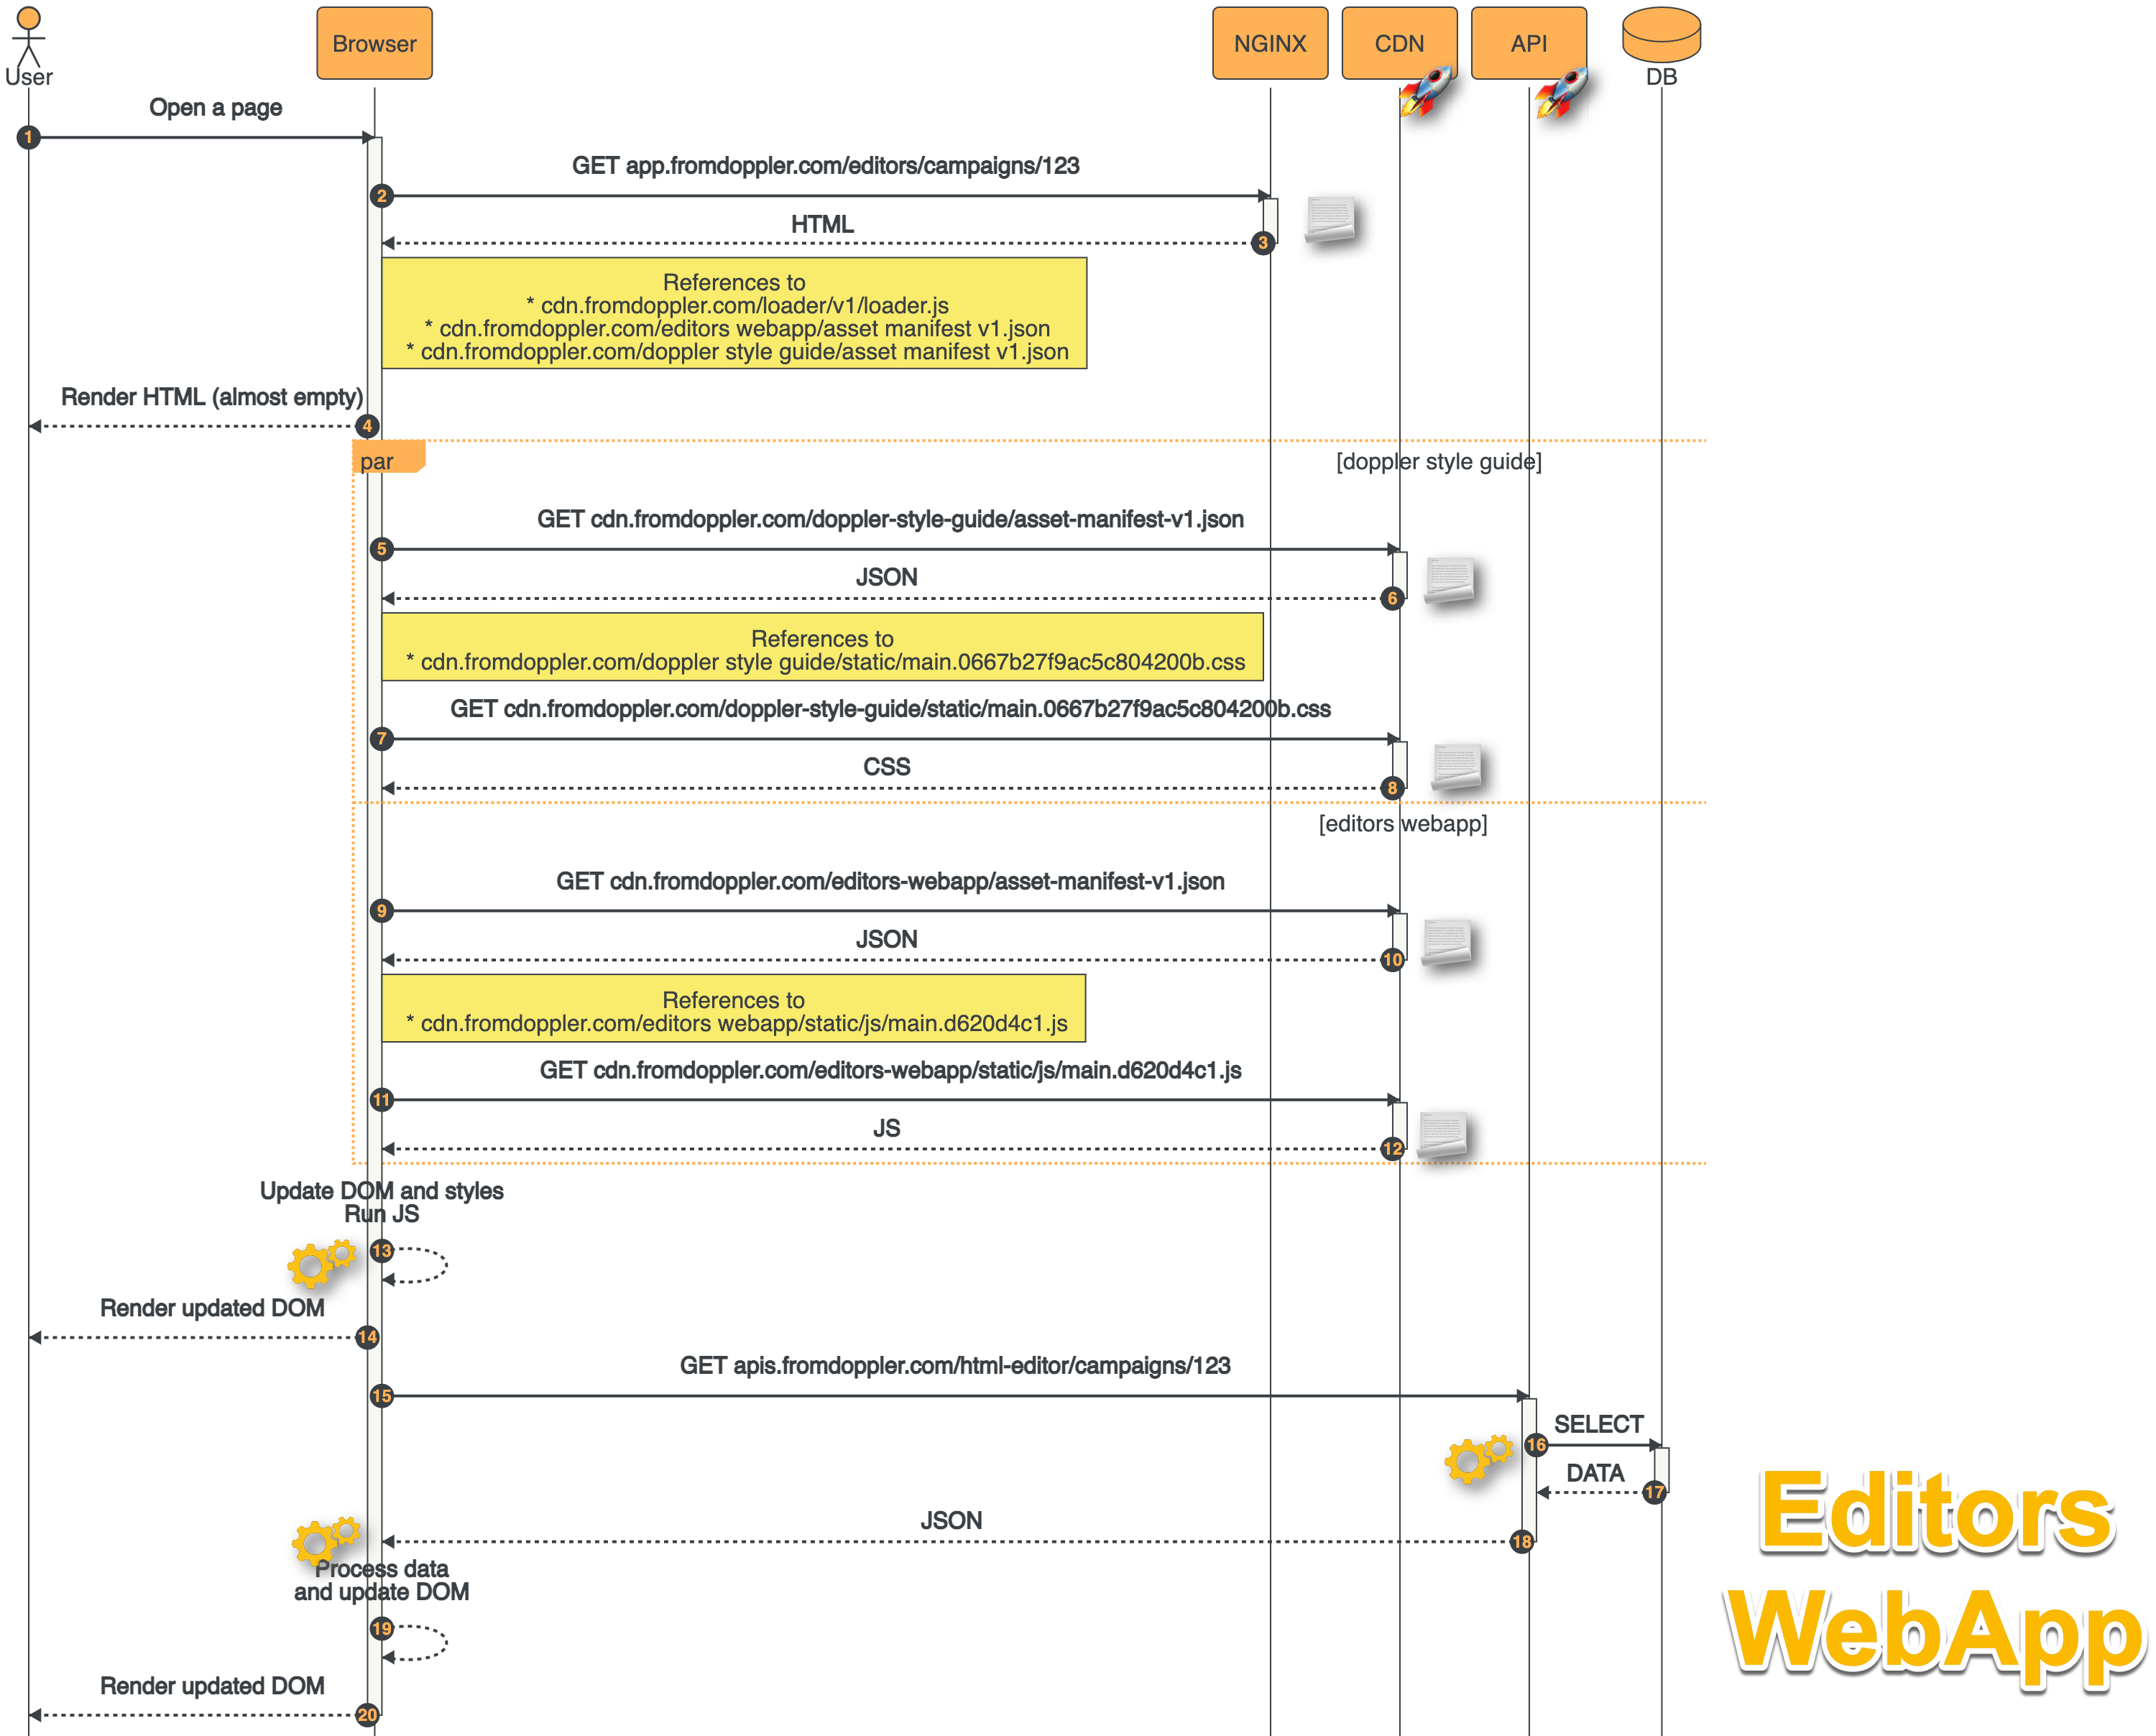 User
Browser
NGINX
CDN
API
DB
Open a page
1
GET app.fromdoppler.com/editors/campaigns/123
2
HTML
3
References to
* cdn.fromdoppler.com/loader/v1/loader.js
* cdn.fromdoppler.com/editors webapp/asset manifest v1.json
* cdn.fromdoppler.com/doppler style guide/asset manifest v1.json
Render HTML (almost empty)
4
par
[doppler style guide]
GET cdn.fromdoppler.com/doppler-style-guide/asset-manifest-v1.json
5
JSON
6
References to
* cdn.fromdoppler.com/doppler style guide/static/main.0667b27f9ac5c804200b.css
GET cdn.fromdoppler.com/doppler-style-guide/static/main.0667b27f9ac5c804200b.css
7
CSS
8
[editors webapp]
GET cdn.fromdoppler.com/editors-webapp/asset-manifest-v1.json
9
JSON
10
References to
* cdn.fromdoppler.com/editors webapp/static/js/main.d620d4c1.js
GET cdn.fromdoppler.com/editors-webapp/static/js/main.d620d4c1.js
11
JS
12
Update DOM and styles
Run JS
13
Render updated DOM
14
GET apis.fromdoppler.com/html-editor/campaigns/123
15
SELECT
16
DATA
17
JSON
18
Process data
and update DOM
19
Render updated DOM
20
Editors
WebApp